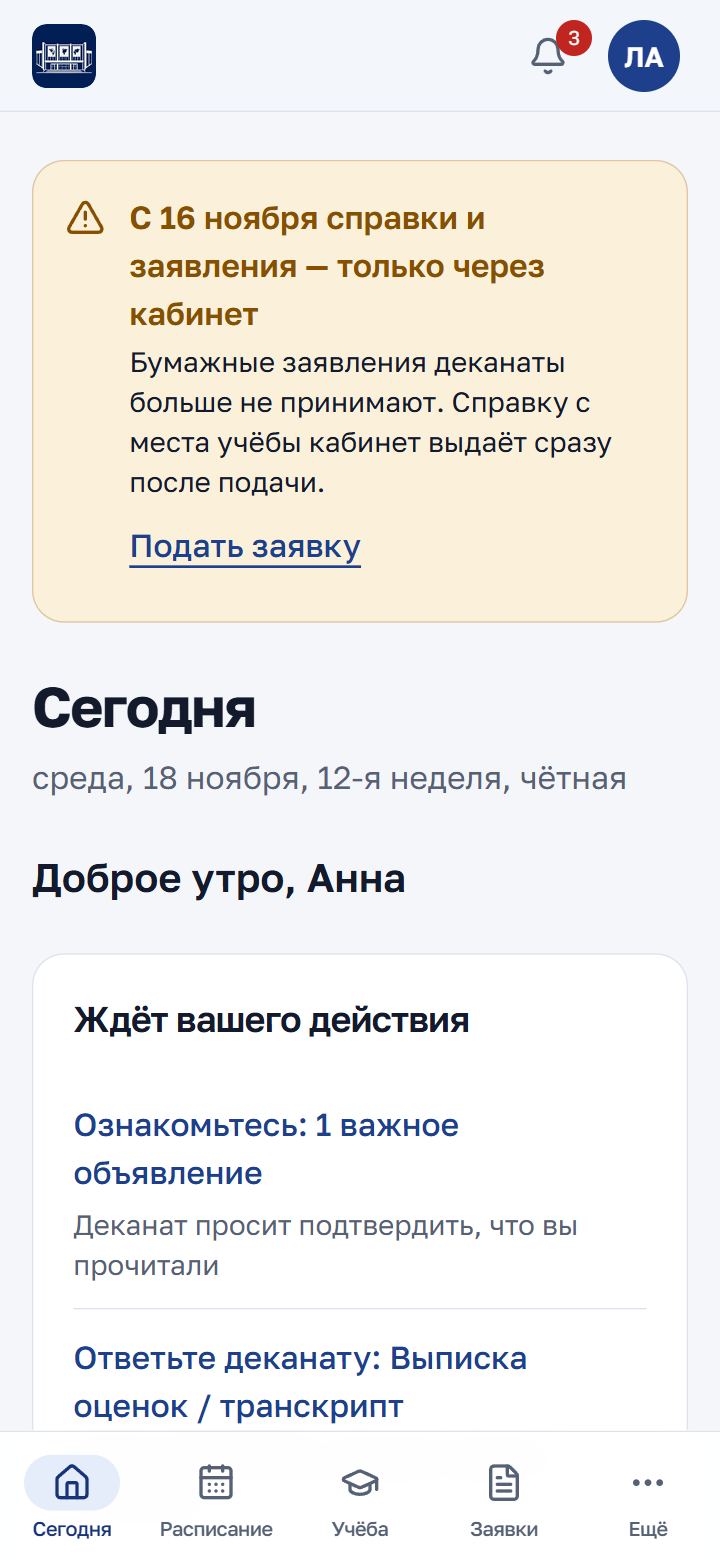 3
ЛА
С 16 ноября справки и
заявления — только через
кабинет
Бумажные заявления деканаты
больше не принимают. Справку с
места учёбы кабинет выдаёт сразу
после подачи.
Подать заявку
Сегодня
среда, 18 ноября, 12-я неделя, чётная
Доброе утро, Анна
Ждёт вашего действия
Ознакомьтесь: 1 важное
объявление
Деканат просит подтвердить, что вы
прочитали
Ответьте деканату: Выписка
оценок / транскрипт
Сегодня
Расписание
Учёба
Заявки
Ещё